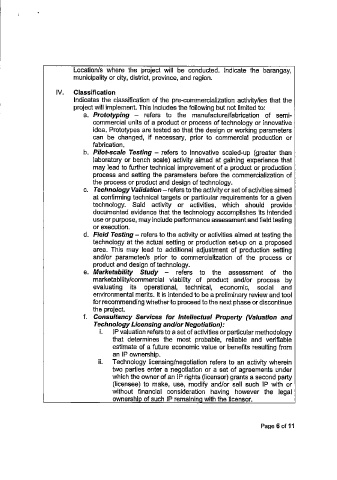 Location/s where the project will be conducted. Indicate the barangay,
municipality or city, district, province, and region.
IV. Classification
Indicates the classification of the pre-commercialization activity/ies that the
project will implement. This includes the following but not limited to:
a. Prototyping – refers to the manufacture/fabrication of semi-
commercial units of a product or process of technology or innovative
idea. Prototypes are tested so that the design or working parameters
can be changed, if necessary, prior to commercial production or
fabrication.
b. Pilot-scale Testing – refers to innovative scaled-up (greater than
laboratory or bench scale) activity aimed at gaining experience that
may lead to further technical improvement of a product or production
process and setting the parameters before the commercialization of
the process or product and design of technology.
c. Technology Validation – refers to the activity or set of activities aimed
at confirming technical targets or particular requirements for a given
technology. Said activity or activities, which should provide
documented evidence that the technology accomplishes its intended
use or purpose, may include performance assessment and field testing
or execution.
d. Field Testing – refers to the activity or activities aimed at testing the
technology at the actual setting or production set-up on a proposed
area. This may lead to additional adjustment of production setting
and/or parameter/s prior to commercialization of the process or
product and design of technology.
e. Marketability Study – refers to the assessment of the
marketability/commercial viability of product and/or process by
evaluating its operational, technical, economic, social and
environmental merits. It is intended to be a preliminary review and tool
for recommending whether to proceed to the next phase or discontinue
the project.
f. Consultancy Services for Intellectual Property (Valuation and
Technology Licensing and/or Negotiation):
i. IP valuation refers to a set of activities or particular methodology
that determines the most probable, reliable and verifiable
estimate of a future economic value or benefits resulting from
an IP ownership.
ii. Technology licensing/negotiation refers to an activity wherein
two parties enter a negotiation or a set of agreements under
which the owner of an IP rights (licensor) grants a second party
(licensee) to make, use, modify and/or sell such IP with or
without financial consideration having however the legal
ownership of such IP remaining with the licensor.
Page 6 of 11